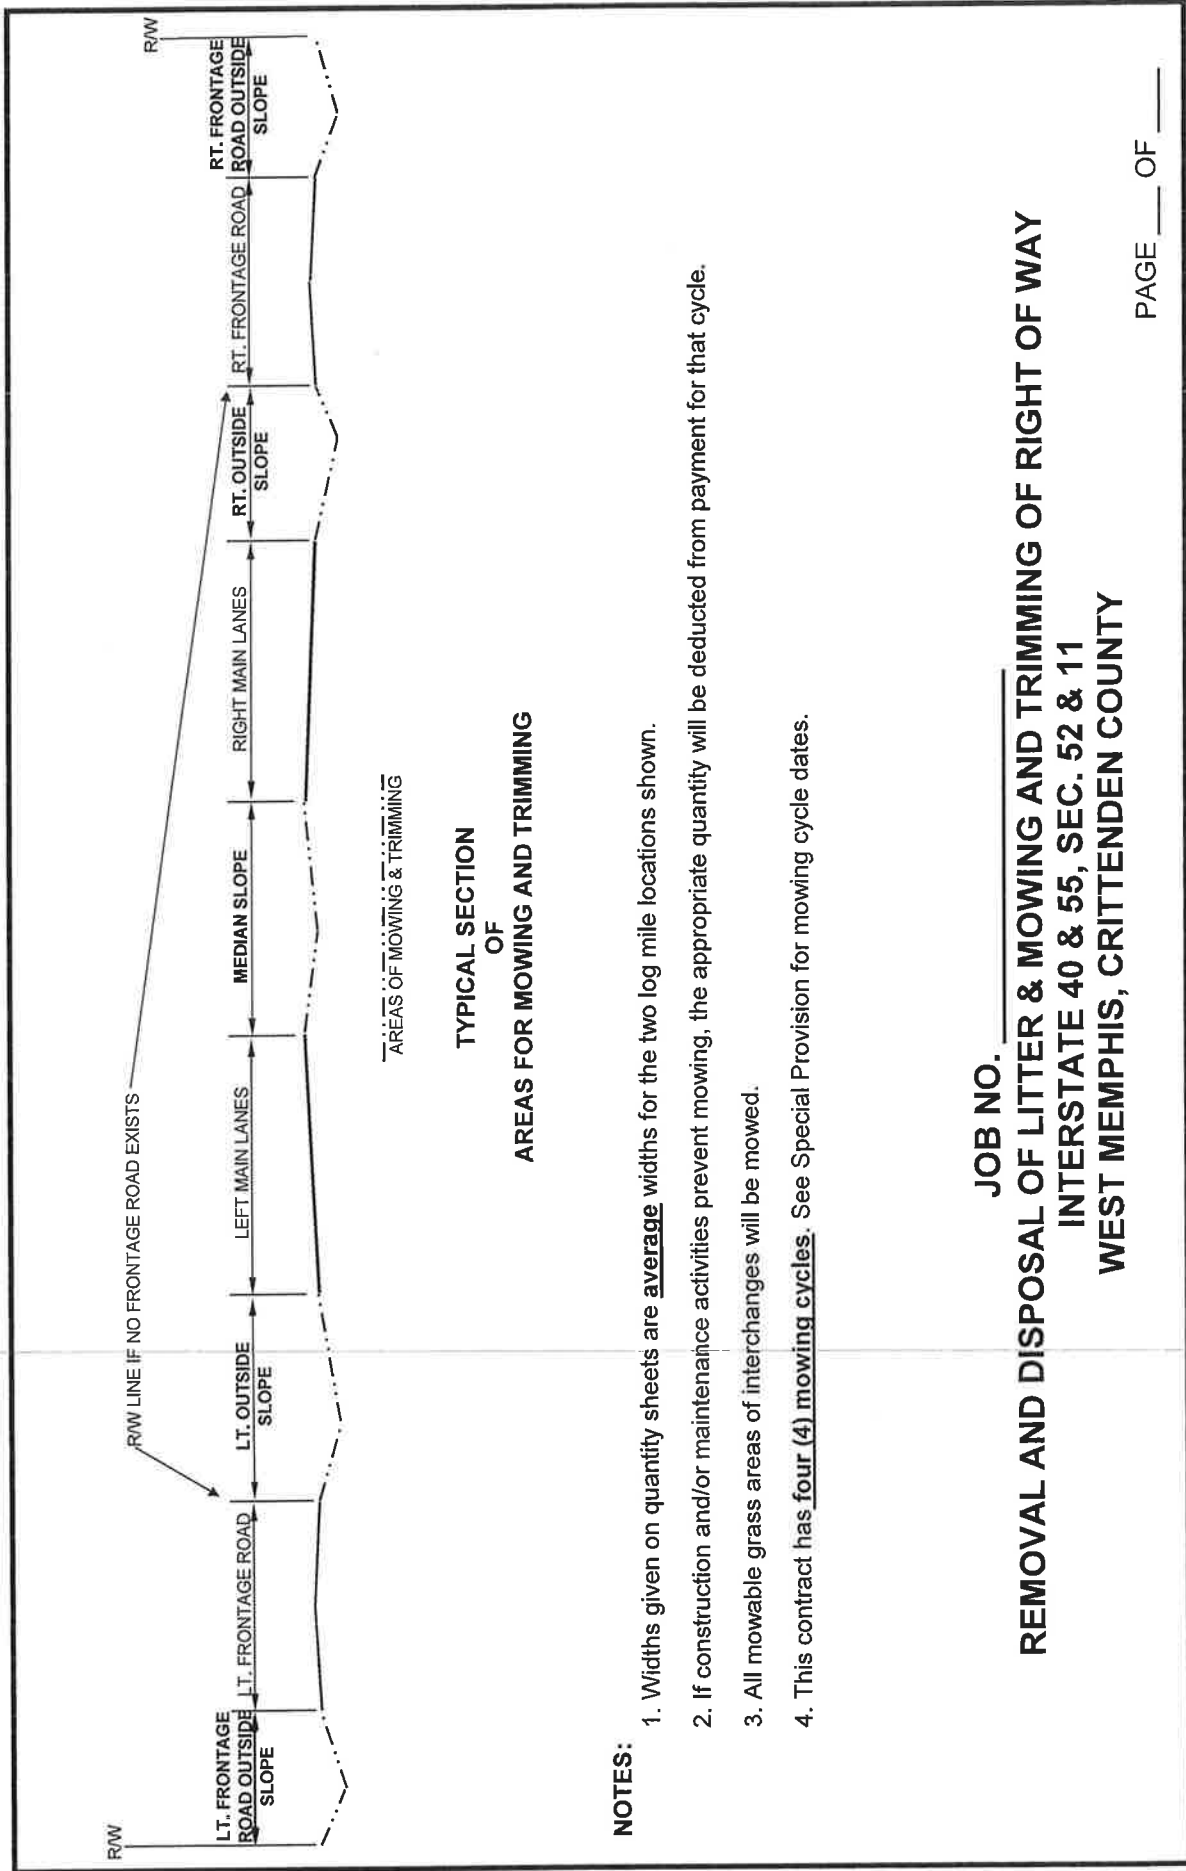 R/W
R/W LINE IF NO FRONTAGE ROAD EXISTS
R/W
LT. FRONTAGE
ROAD OUTSIDE
SLOPE
LT. FRONTAGE ROAD
LT. OUTSIDE
SLOPE
LEFT MAIN LANES
MEDIAN SLOPE
RIGHT MAIN LANES
RT. OUTSIDE
SLOPE
RT. FRONTAGE ROAD
RT. FRONTAGE
ROAD OUTSIDE
SLOPE
AREAS OF MOWING & TRIMMING
TYPICAL SECTION
OF
AREAS FOR MOWING AND TRIMMING
NOTES:
1. Widths given on quantity sheets are average widths for the two log mile locations shown.
2. If construction and/or maintenance activities prevent mowing, the appropriate quantity will be deducted from payment for that cycle.
3. All mowable grass areas of interchanges will be mowed.
4. This contract has four (4) mowing cycles. See Special Provision for mowing cycle dates.
JOB NO. ____________
REMOVAL AND DISPOSAL OF LITTER & MOWING AND TRIMMING OF RIGHT OF WAY
INTERSTATE 40 & 55, SEC. 52 & 11
WEST MEMPHIS, CRITTENDEN COUNTY
PAGE ___ OF ___